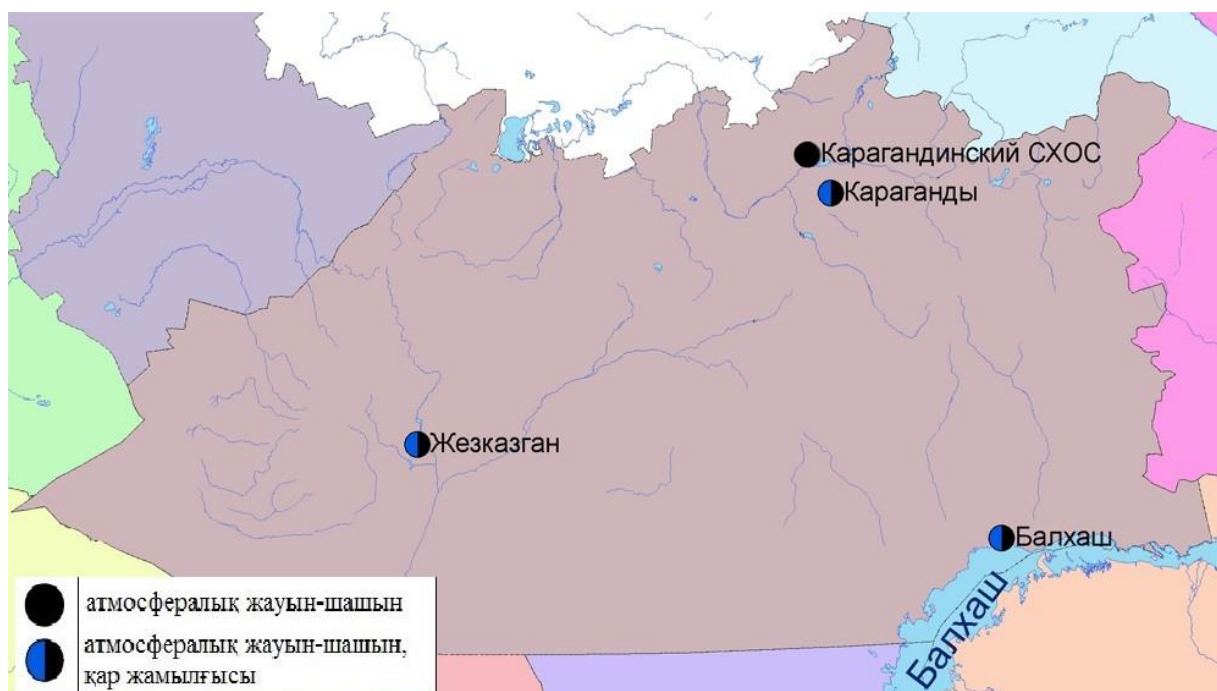 Карагандинский СХОС
Караганды
Жезказган
Балхаш
Балхаш
атмосфералық жауын-шашын
атмосфералық жауын-шашын,
қар жамылғысы